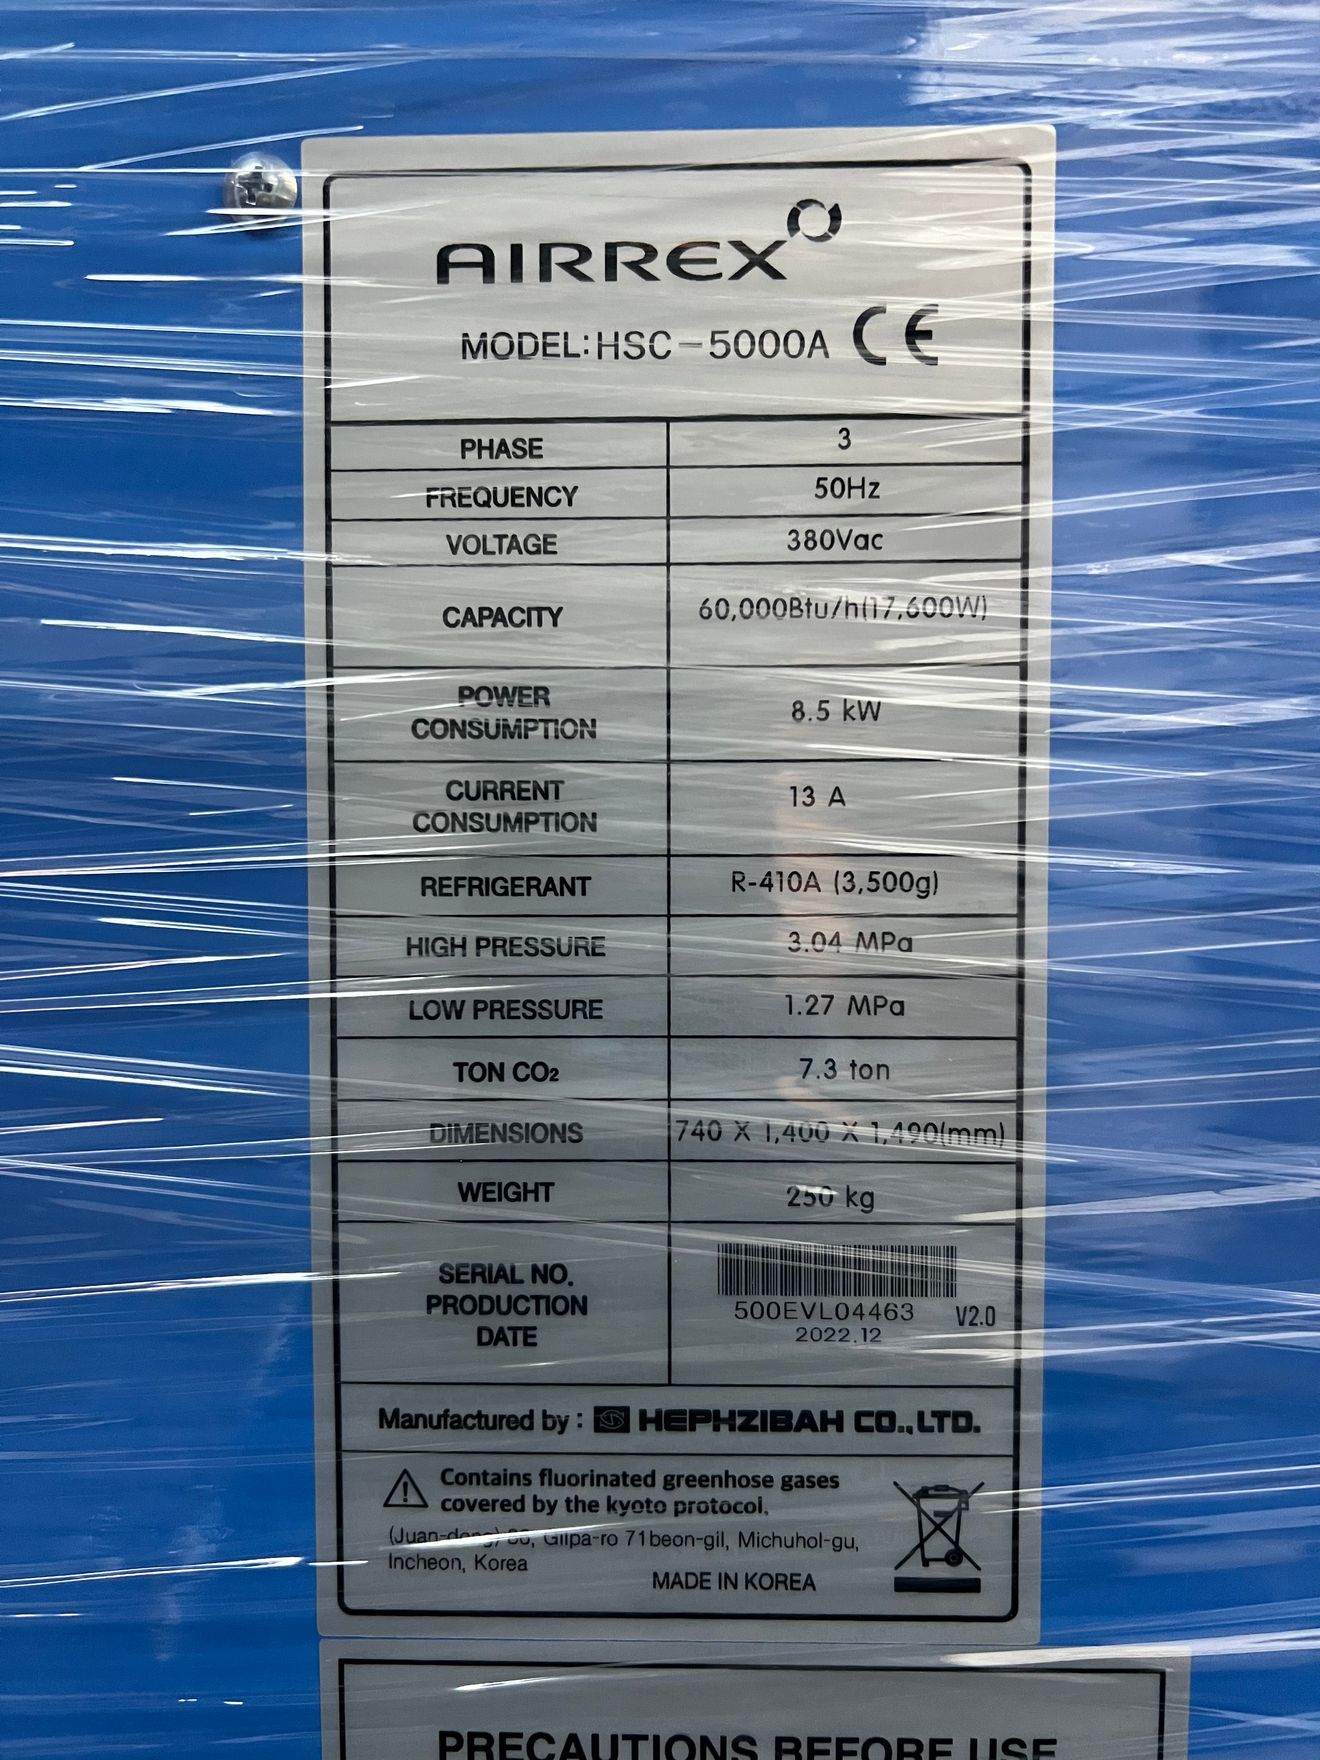 AIRREX
MODEL:HSC-5000A CE
PHASE 3
FREQUENCY 50Hz
VOLTAGE 380Vac
CAPACITY 60,000Btu/h(17,600W)
POWER
CONSUMPTION 8.5 kW
CURRENT
CONSUMPTION 13 A
REFRIGERANT R-410A (3,500g)
HIGH PRESSURE 3.04 MPa
LOW PRESSURE 1.27 MPa
TON CO₂ 7.3 ton
DIMENSIONS 740 X 1,400 X 1,490(mm)
WEIGHT 250 kg
SERIAL NO.
PRODUCTION
DATE
500EVL04463 V2.0
2022.12
Manufactured by : HEPHZIBAH CO.,LTD.
Contains fluorinated greenhose gases
covered by the kyoto protocol.
Gilpa-ro 71beon-gil, Michuhol-gu,
Incheon, Korea
MADE IN KOREA
PRECAUTIONS BEFORE USE